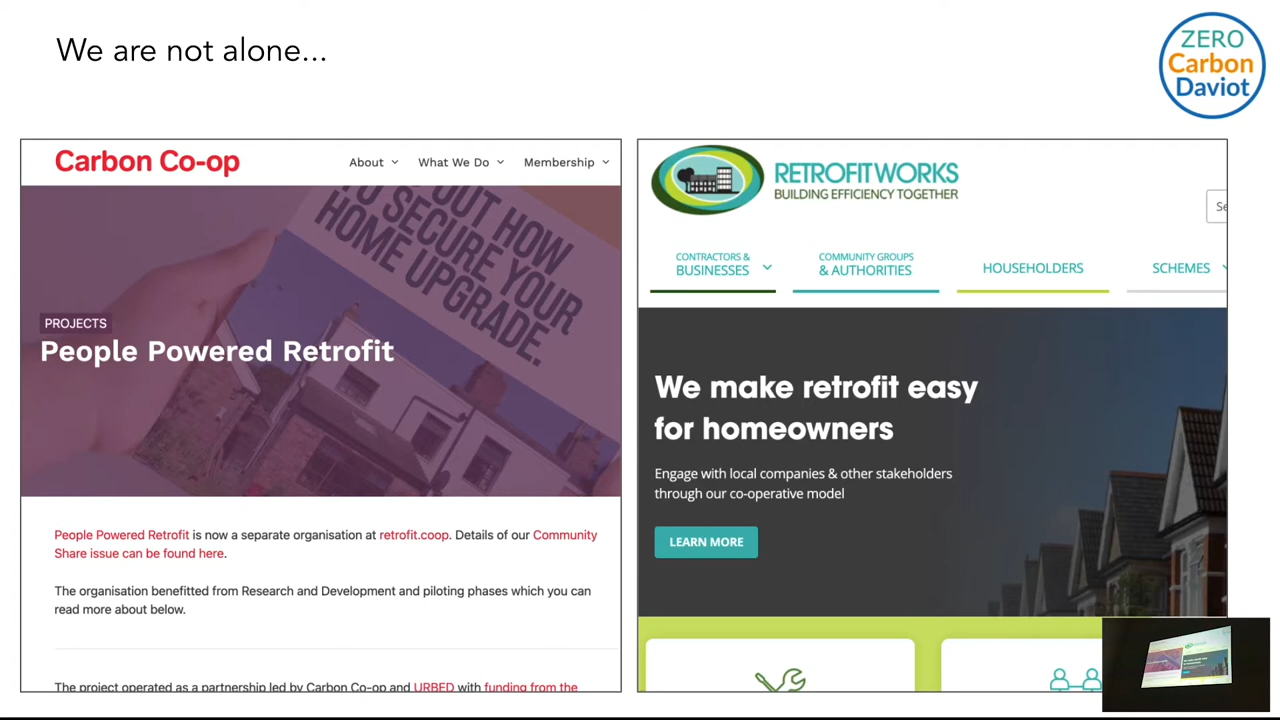 We are not alone...
ZERO
Carbon
Daviot
Carbon Co-op
About
What We Do
Membership
OUT HOW
TO SECURE YOUR
HOME UPGRADE.
PROJECTS
People Powered Retrofit
People Powered Retrofit is now a separate organisation at retrofit.coop. Details of our Community
Share issue can be found here.
The organisation benefitted from Research and Development and piloting phases which you can
read more about below.
The project operated as a partnership led by Carbon Co-op and URBED with funding from the
RETROFITWORKS
BUILDING EFFICIENCY TOGETHER
Se
CONTRACTORS &
BUSINESSES
COMMUNITY GROUPS
& AUTHORITIES
HOUSEHOLDERS
SCHEMES
We make retrofit easy
for homeowners
Engage with local companies & other stakeholders
through our co-operative model
LEARN MORE